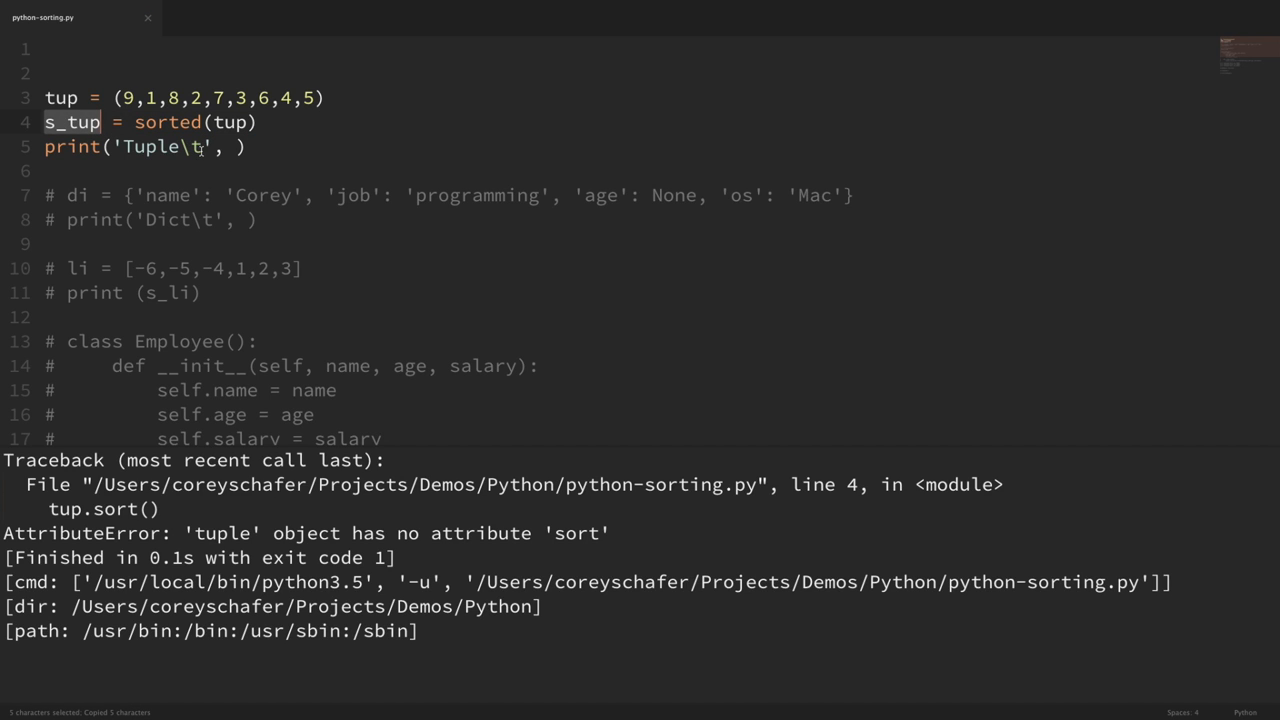 python-sorting.py ×
1
2
3 tup = (9,1,8,2,7,3,6,4,5)
4 s_tup = sorted(tup)
5 print('Tuple\t', )
6
7 # di = {'name': 'Corey', 'job': 'programming', 'age': None, 'os': 'Mac'}
8 # print('Dict\t', )
9
10 # li = [-6,-5,-4,1,2,3]
11 # print (s_li)
12
13 # class Employee():
14 #     def __init__(self, name, age, salary):
15 #         self.name = name
16 #         self.age = age
17 #         self.salary = salary
Traceback (most recent call last):
  File "/Users/coreyschafer/Projects/Demos/Python/python-sorting.py", line 4, in <module>
    tup.sort()
AttributeError: 'tuple' object has no attribute 'sort'
[Finished in 0.1s with exit code 1]
[cmd: ['/usr/local/bin/python3.5', '-u', '/Users/coreyschafer/Projects/Demos/Python/python-sorting.py']]
[dir: /Users/coreyschafer/Projects/Demos/Python]
[path: /usr/bin:/bin:/usr/sbin:/sbin]
5 characters selected: Copied 5 characters Spaces: 4 Python